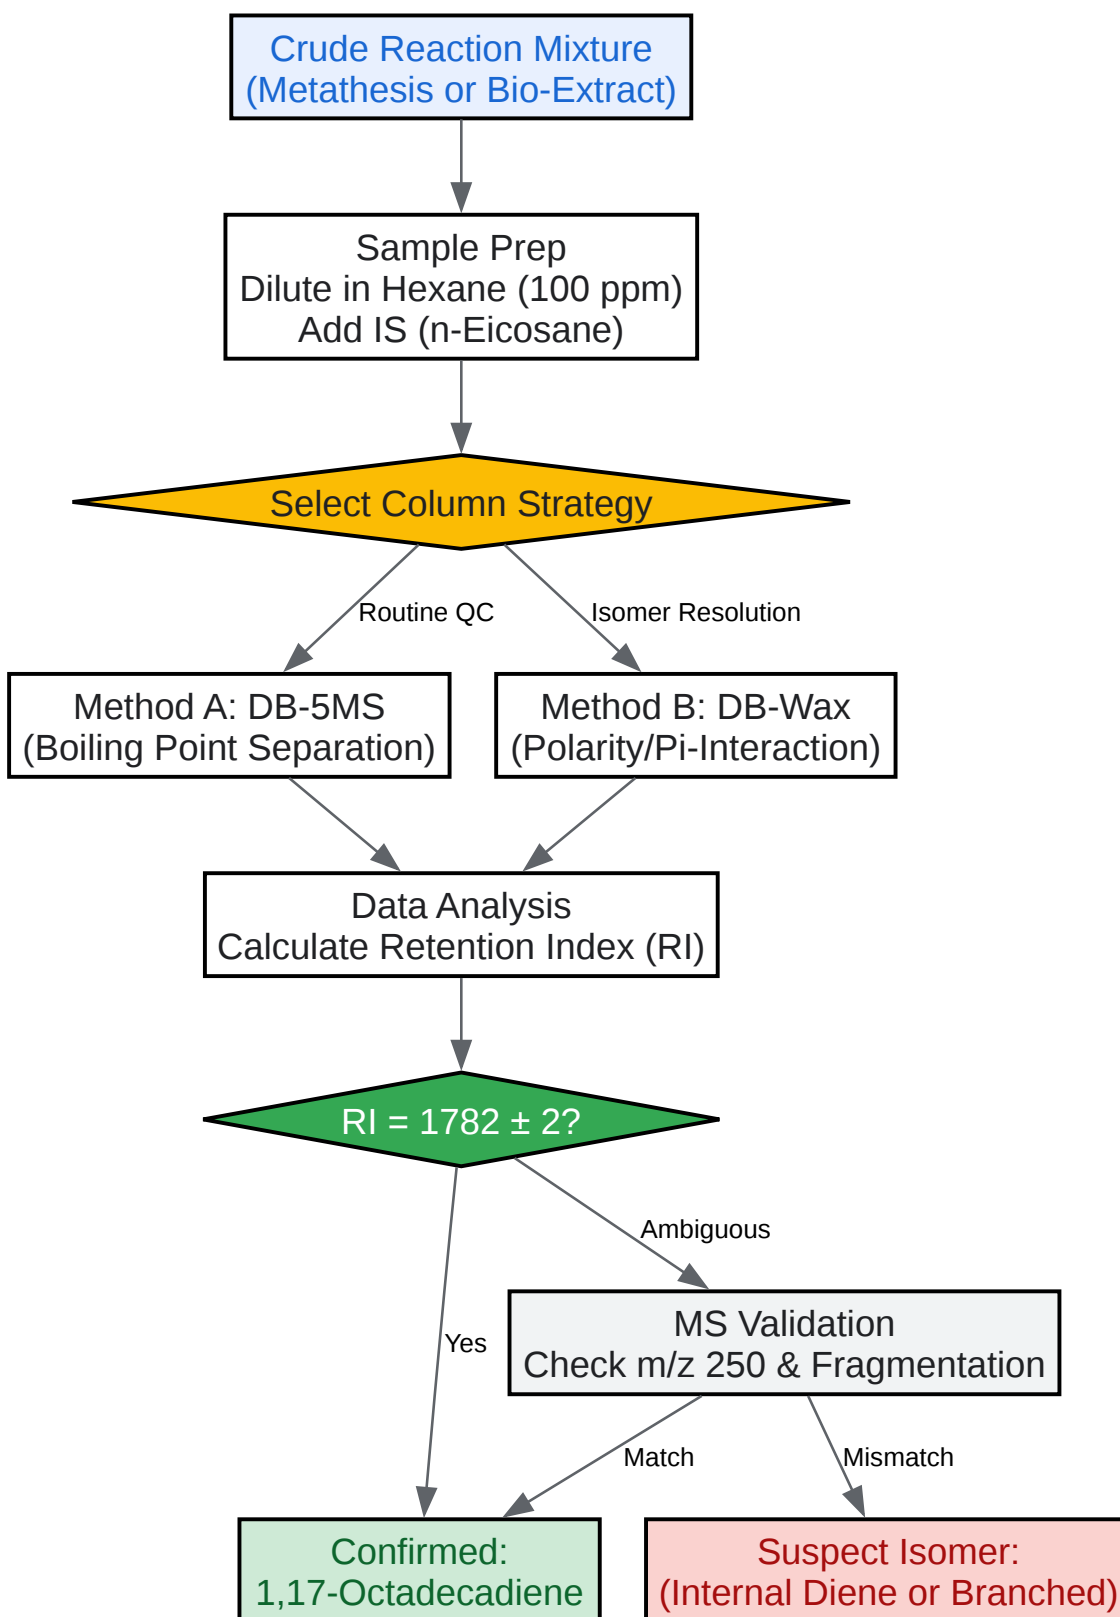 Crude Reaction Mixture
(Metathesis or Bio-Extract)
Sample Prep
Dilute in Hexane (100 ppm)
Add IS (n-Eicosane)
Select Column Strategy
Routine QC
Isomer Resolution
Method A: DB-5MS
(Boiling Point Separation)
Method B: DB-Wax
(Polarity/Pi-Interaction)
Data Analysis
Calculate Retention Index (RI)
RI = 1782 ± 2?
Ambiguous
Yes
MS Validation
Check m/z 250 & Fragmentation
Match
Mismatch
Confirmed:
1,17-Octadecadiene
Suspect Isomer:
(Internal Diene or Branched)